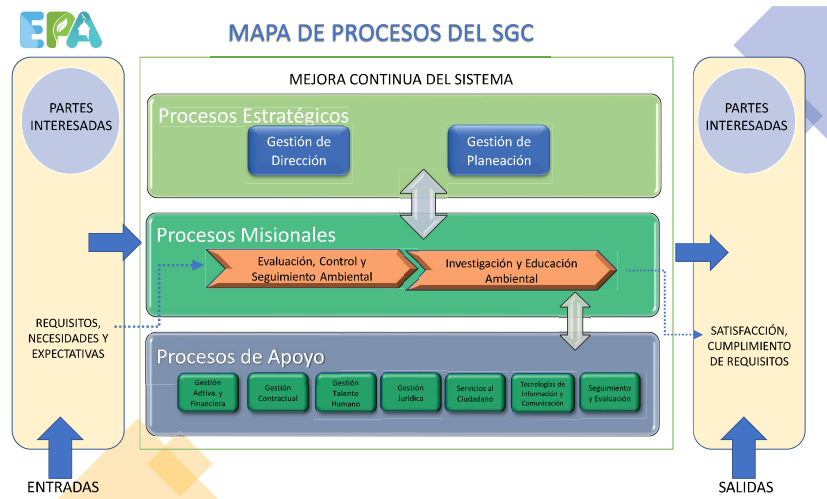 EPA
MAPA DE PROCESOS DEL SGC
PARTES
INTERESADAS
REQUISITOS,
NECESIDADES Y
EXPECTATIVAS
ENTRADAS
MEJORA CONTINUA DEL SISTEMA
Procesos Estratégicos
Gestión de
Dirección
Gestión de
Planeación
Procesos Misionales
Evaluación, Control y
Seguimiento Ambiental
Investigación y Educación
Ambiental
Procesos de Apoyo
Gestión
Adtiva. y
Financiera
Gestión
Contractual
Gestión
Talento
Humano
Gestión
Jurídica
Servicios al
Ciudadano
Tecnologías de
Información y
Comunicación
Seguimiento
y Evaluación
PARTES
INTERESADAS
SATISFACCIÓN,
CUMPLIMIENTO
DE REQUISITOS
SALIDAS